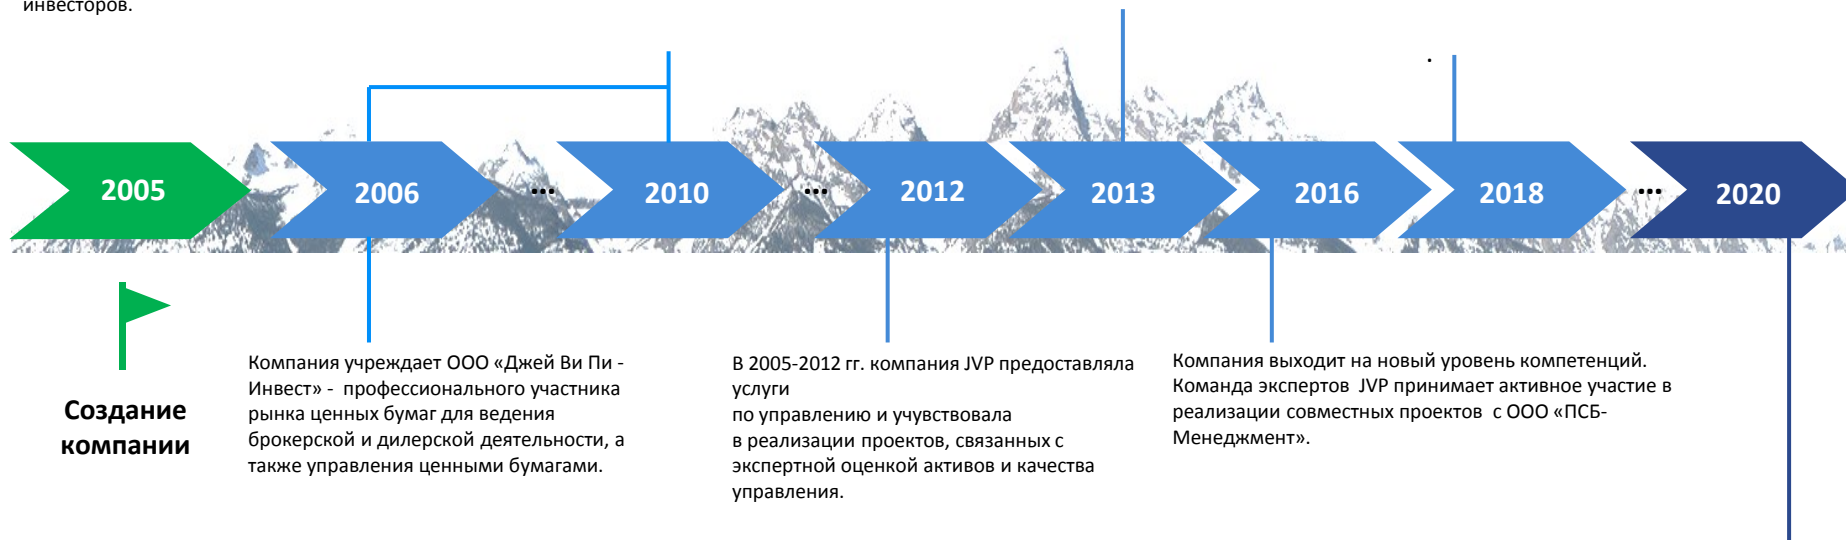 инвесторов.
.
2005
2006
...
2010
...
2012
2013
2016
2018
...
2020
Создание
компании
Компания учреждает ООО «Джей Ви Пи -
Инвест» - профессионального участника
рынка ценных бумаг для ведения
брокерской и дилерской деятельности, а
также управления ценными бумагами.
В 2005-2012 гг. компания JVP предоставляла
услуги
по управлению и учувствовала
в реализации проектов, связанных с
экспертной оценкой активов и качества
управления.
Компания выходит на новый уровень компетенций.
Команда экспертов JVP принимает активное участие в
реализации совместных проектов с ООО «ПСБ-
Менеджмент».